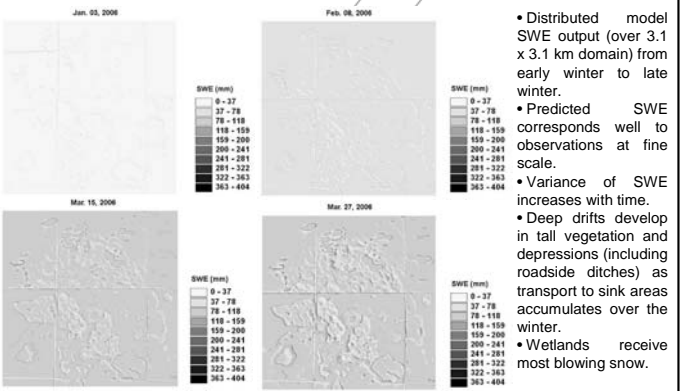 Jan. 03, 2006
SWE (mm)
0 - 37
37 - 78
78 - 118
118 - 159
159 - 200
200 - 241
241 - 281
281 - 322
322 - 363
363 - 404
Feb. 08, 2006
SWE (mm)
0 - 37
37 - 78
78 - 118
118 - 159
159 - 200
200 - 241
241 - 281
281 - 322
322 - 363
363 - 404
Mar. 15, 2006
SWE (mm)
0 - 37
37 - 78
78 - 118
118 - 159
159 - 200
200 - 241
241 - 281
281 - 322
322 - 363
363 - 404
Mar. 27, 2006
SWE (mm)
0 - 37
37 - 78
78 - 118
118 - 159
159 - 200
200 - 241
241 - 281
281 - 322
322 - 363
363 - 404
• Distributed model
SWE output (over 3.1
x 3.1 km domain) from
early winter to late
winter.
• Predicted SWE
corresponds well to
observations at fine
scale.
• Variance of SWE
increases with time.
• Deep drifts develop
in tall vegetation and
depressions (including
roadside ditches) as
transport to sink areas
accumulates over the
winter.
• Wetlands receive
most blowing snow.